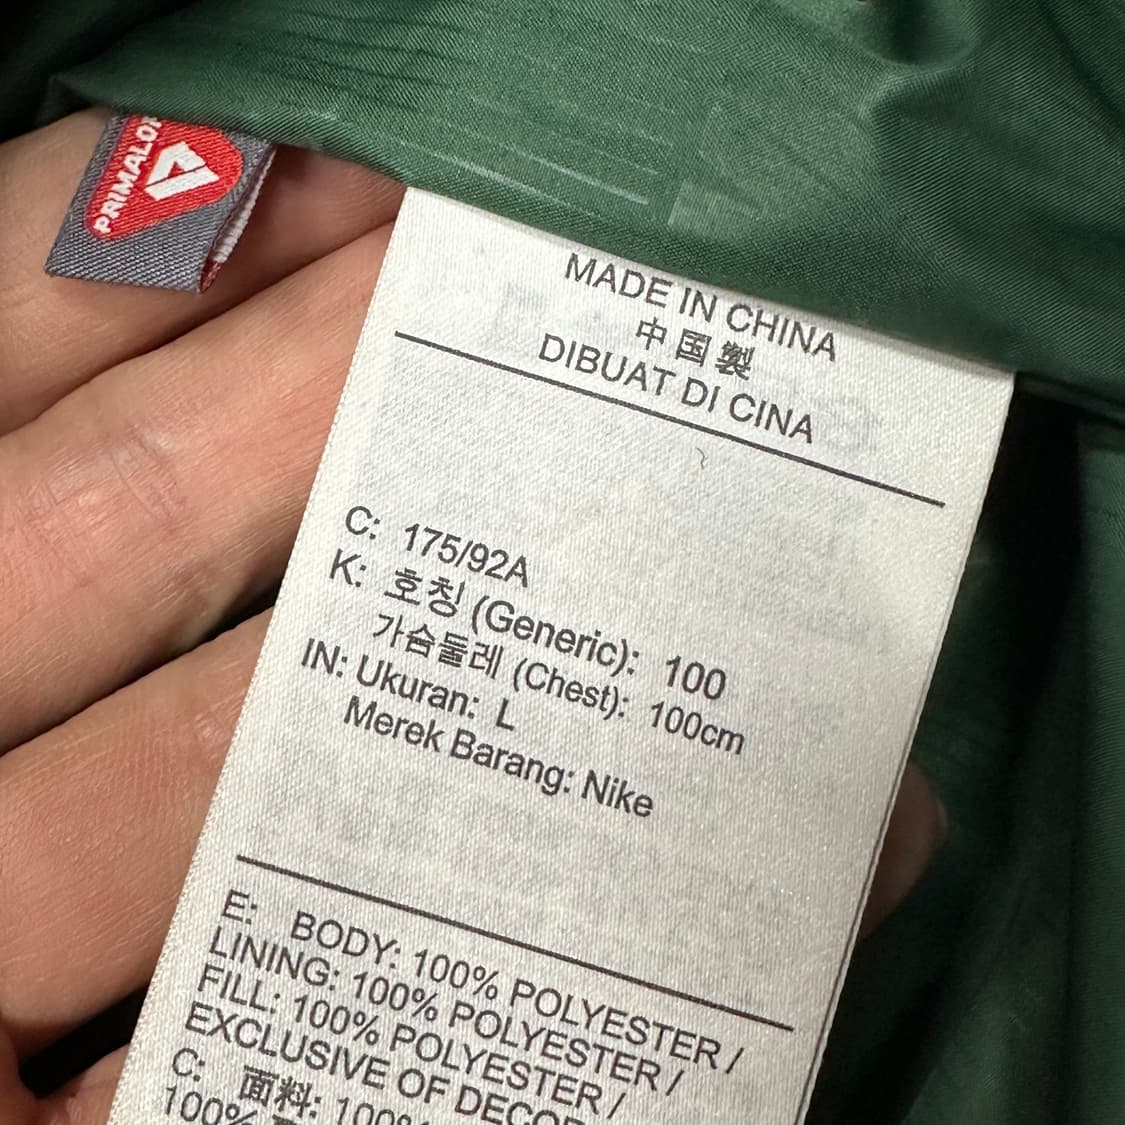 PRIMALOF
MADE IN CHINA
中国製
DIBUAT DI CINA
C: 175/92A
K: 호칭 (Generic): 100
가슴둘레 (Chest): 100cm
IN: Ukuran: L
Merek Barang: Nike
E: BODY: 100% POLYESTER /
LINING: 100% POLYESTER /
FILL: 100% POLYESTER /
EXCLUSIVE OF DECOR
C: 面料: 100%
100%